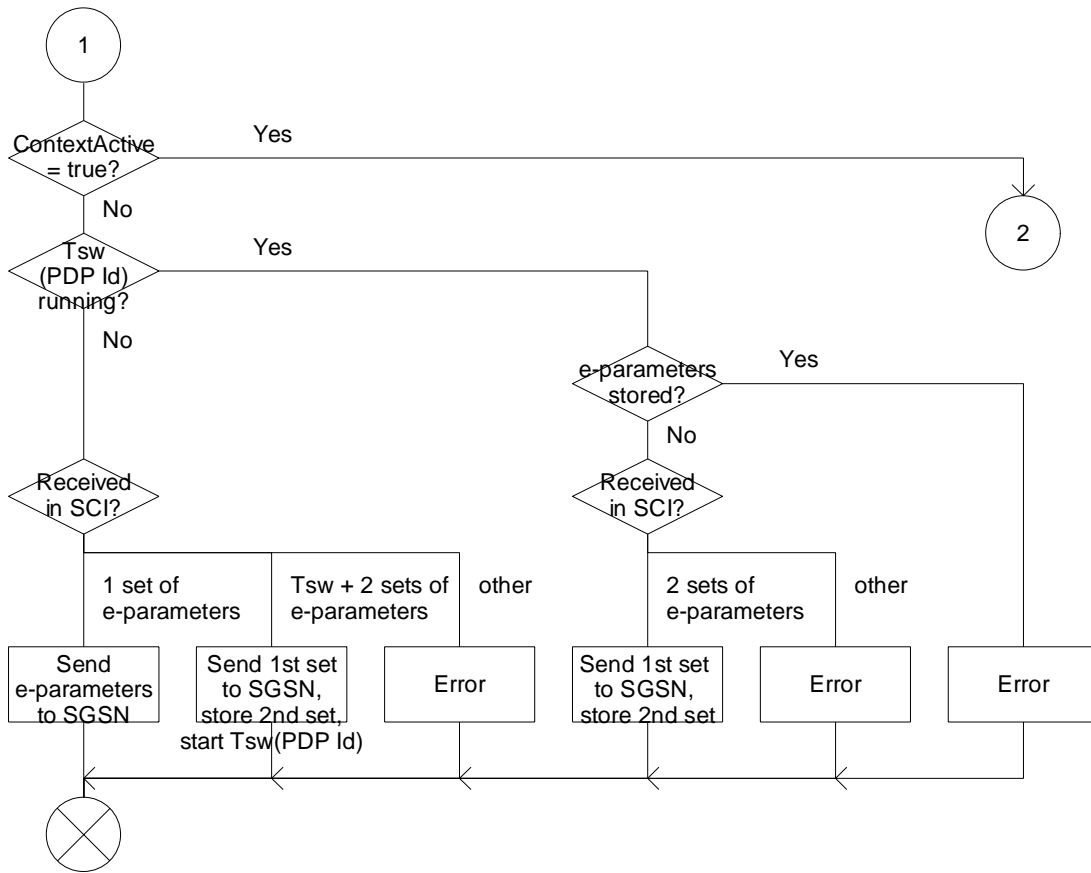 1
ContextActive
= true?
Yes
No
2
Tsw
(PDP Id)
running?
Yes
No
e-parameters
stored?
Yes
No
Received
in SCI?
Received
in SCI?
1 set of
e-parameters
Tsw + 2 sets of
e-parameters
other
2 sets of
e-parameters
other
Send
e-parameters
to SGSN
Send 1st set
to SGSN,
store 2nd set,
start Tsw(PDP Id)
Error
Send 1st set
to SGSN,
store 2nd set
Error
Error